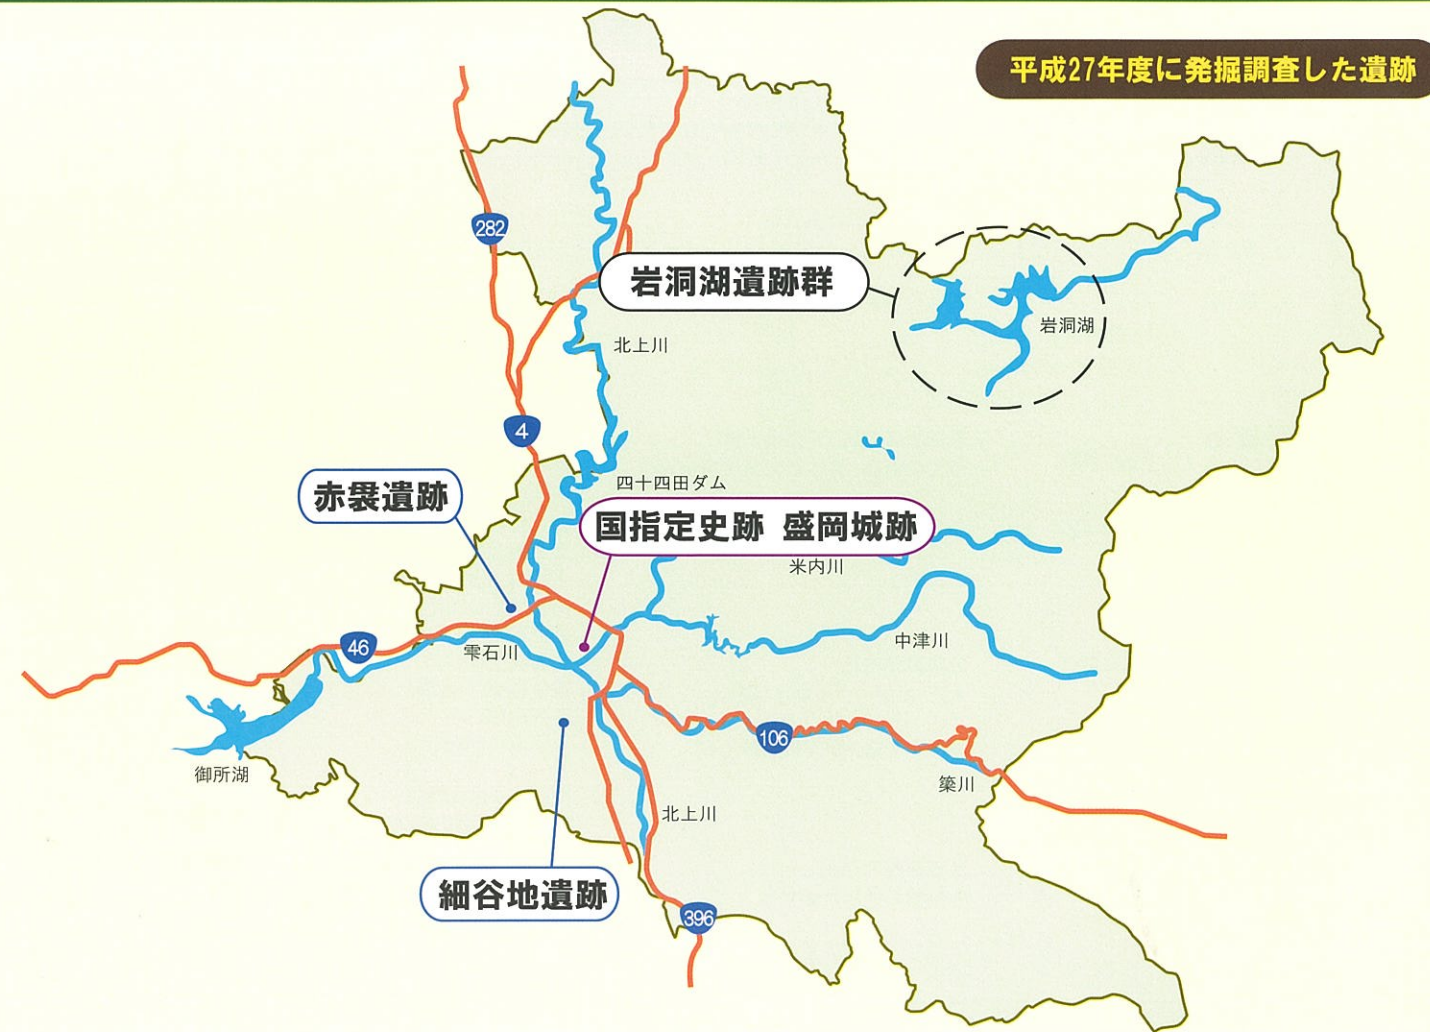 平成27年度に発掘調査した遺跡
282
岩洞湖遺跡群
岩洞湖
北上川
4
四十四田ダム
赤袰遺跡
国指定史跡 盛岡城跡
米内川
中津川
46
雫石川
106
御所湖
簗川
北上川
細谷地遺跡
396